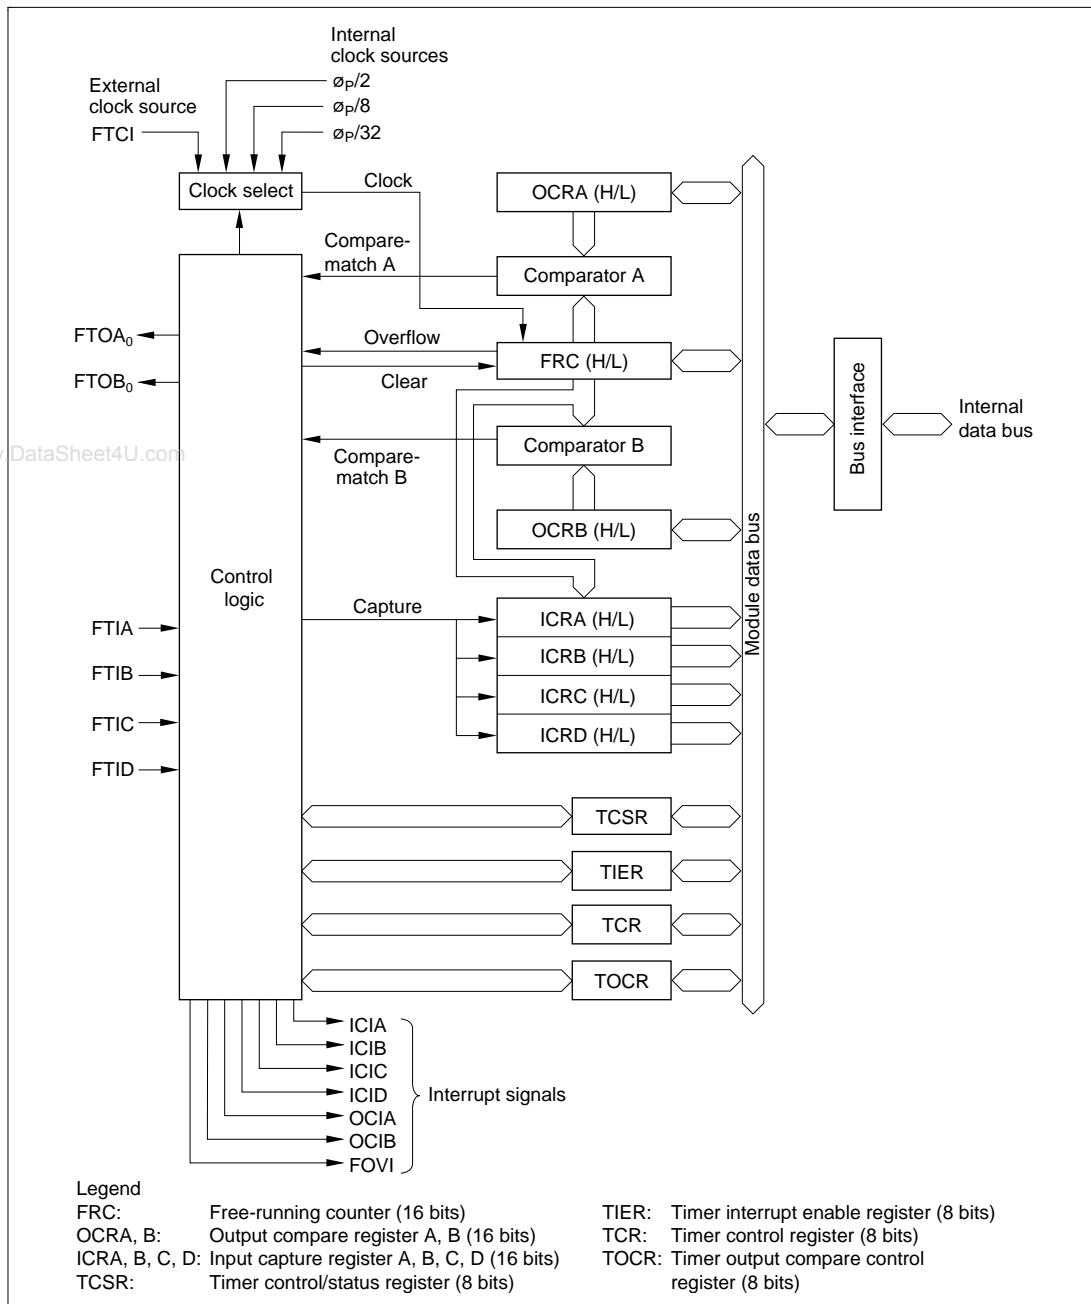 Internal
clock sources
External
clock source
øP/2
øP/8
FTCI
øP/32
Clock select
Clock
OCRA (H/L)
Compare-
match A
Comparator A
FTOA0
Overflow
FRC (H/L)
FTOB0
Clear
Internal
data bus
Bus interface
Comparator B
w.DataSheet4U.com
Compare-
match B
OCRB (H/L)
Control
logic
Module data bus
Capture
ICRA (H/L)
FTIA
ICRB (H/L)
FTIB
ICRC (H/L)
FTIC
ICRD (H/L)
FTID
TCSR
TIER
TCR
TOCR
ICIA
ICIB
ICIC
ICID
Interrupt signals
OCIA
OCIB
FOVI
Legend
FRC: Free-running counter (16 bits)
OCRA, B: Output compare register A, B (16 bits)
ICRA, B, C, D: Input capture register A, B, C, D (16 bits)
TCSR: Timer control/status register (8 bits)
TIER: Timer interrupt enable register (8 bits)
TCR: Timer control register (8 bits)
TOCR: Timer output compare control
register (8 bits)